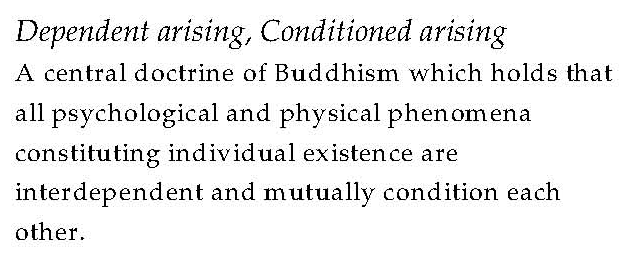 Dependent arising, Conditioned arising
A central doctrine of Buddhism which holds that
all psychological and physical phenomena
constituting individual existence are
interdependent and mutually condition each
other.